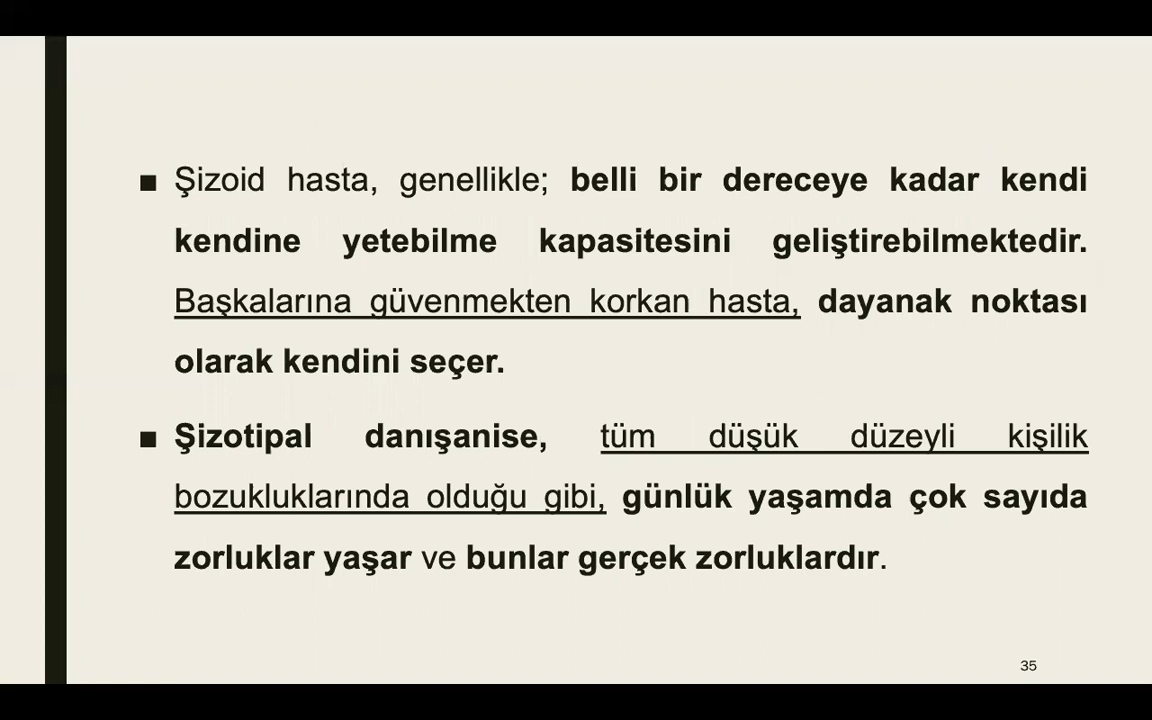 ■ Şizoid hasta, genellikle; belli bir dereceye kadar kendi
kendine yetebilme kapasitesini geliştirebilmektedir.
Başkalarına güvenmekten korkan hasta, dayanak noktası
olarak kendini seçer.
■ Şizotipal danışanise, tüm düşük düzeyli kişilik
bozukluklarında olduğu gibi, günlük yaşamda çok sayıda
zorluklar yaşar ve bunlar gerçek zorluklardır.
35